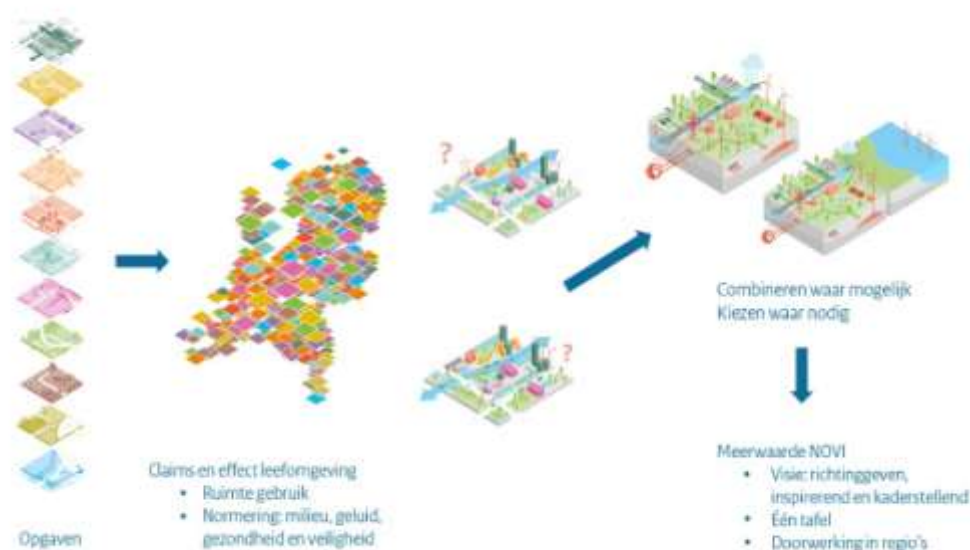 ?
?
Combineren waar mogelijk
Kiezen waar nodig
Claims en effect leefomgeving
• Ruimte gebruik
• Normering: milieu, geluid,
gezondheid en veiligheid
Opgaven
Meerwaarde NOVI
• Visie: richtinggeven,
inspirerend en kaderstellend
• Één tafel
• Doorwerking in regio's